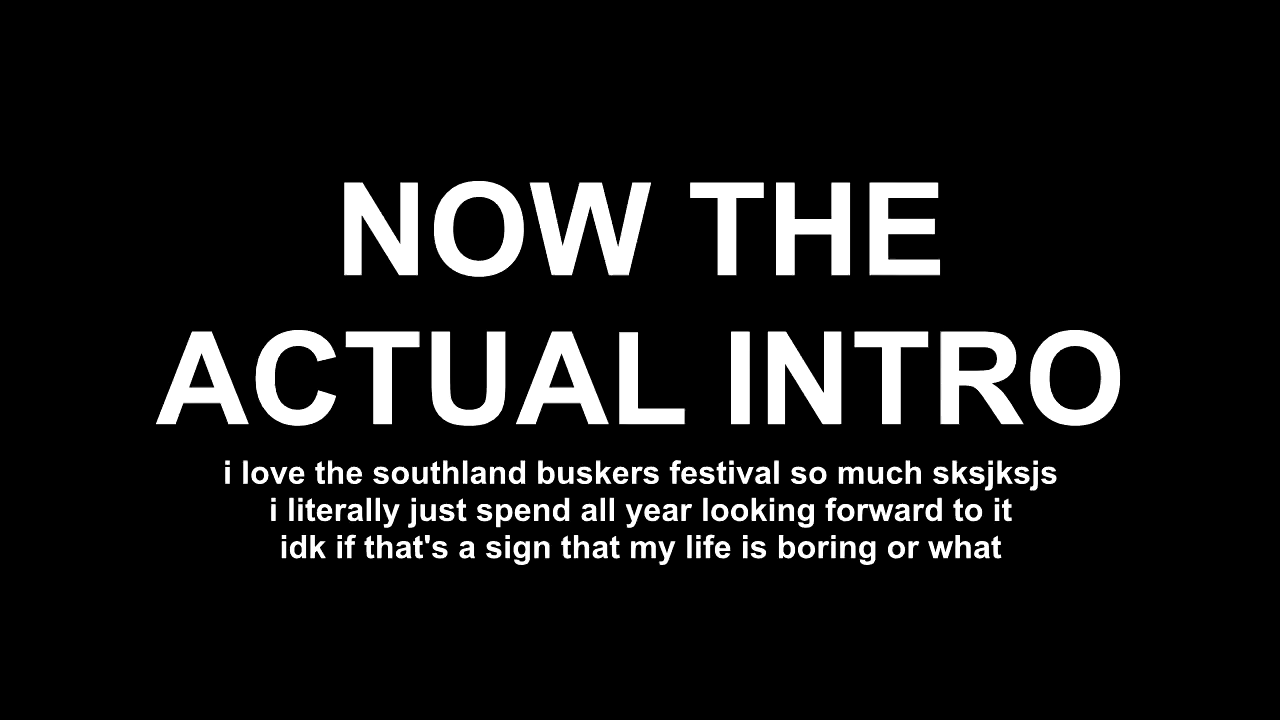 NOW THE
ACTUAL INTRO
i love the southland buskers festival so much sksjksjs
i literally just spend all year looking forward to it
idk if that's a sign that my life is boring or what